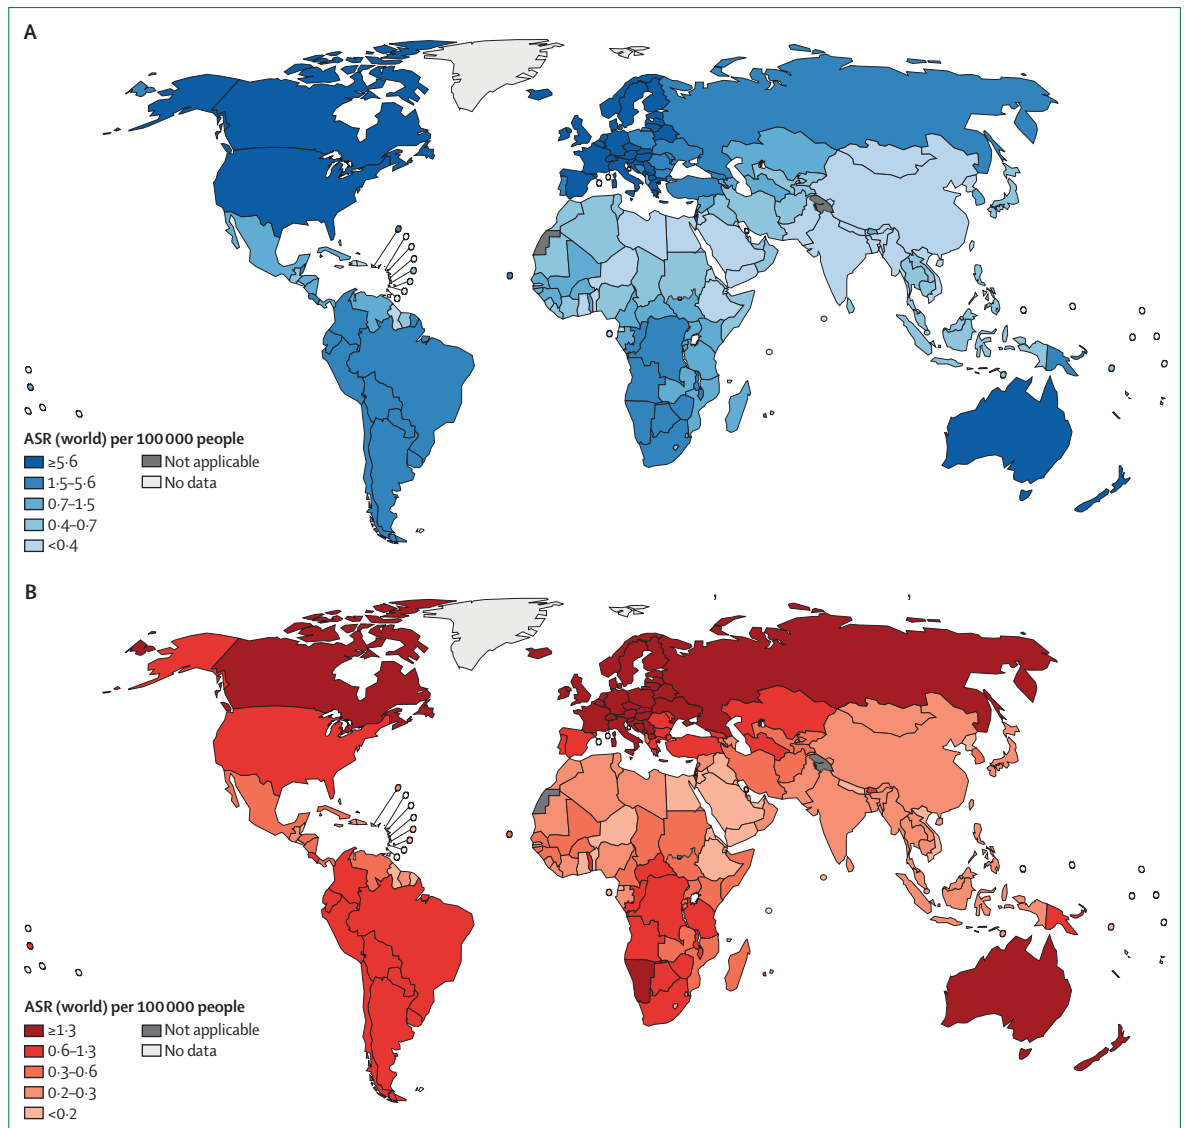 A
ASR (world) per 100 000 people
≥5·6
1·5–5·6
0·7–1·5
0·4–0·7
<0·4
Not applicable
No data
B
ASR (world) per 100 000 people
≥1·3
0·6–1·3
0·3–0·6
0·2–0·3
<0·2
Not applicable
No data